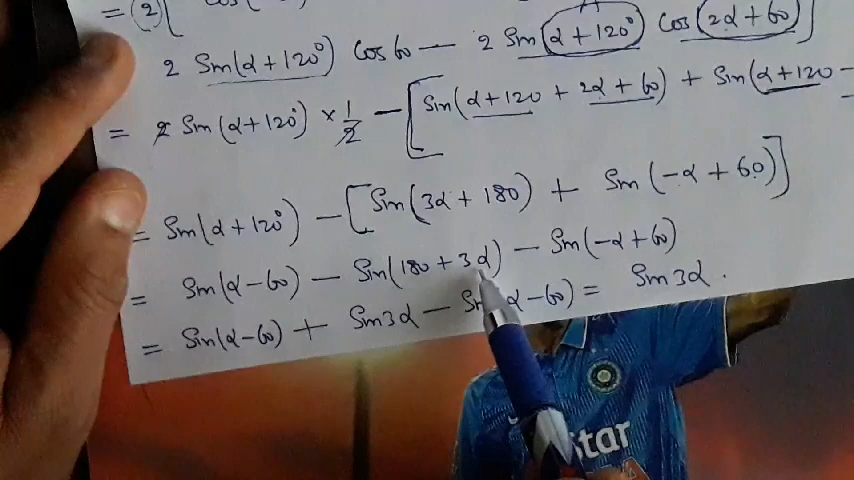 = (2) [ cos(
2 Sin(α+120°) cos 60 — 2 Sin(α+120°) cos(2α+60)]
= 2 Sin(α+120°) × 1/2 — [Sin(α+120 + 2α+60) + Sin(α+120 –
= Sin(α+120°) — [Sin(3α+180) + Sin(-α+60)]
= Sin(α-60) — Sin(180+3α) — Sin(-α+60)
= Sin(α-60) + Sin3α — Sin(α-60) = Sin3α.
star